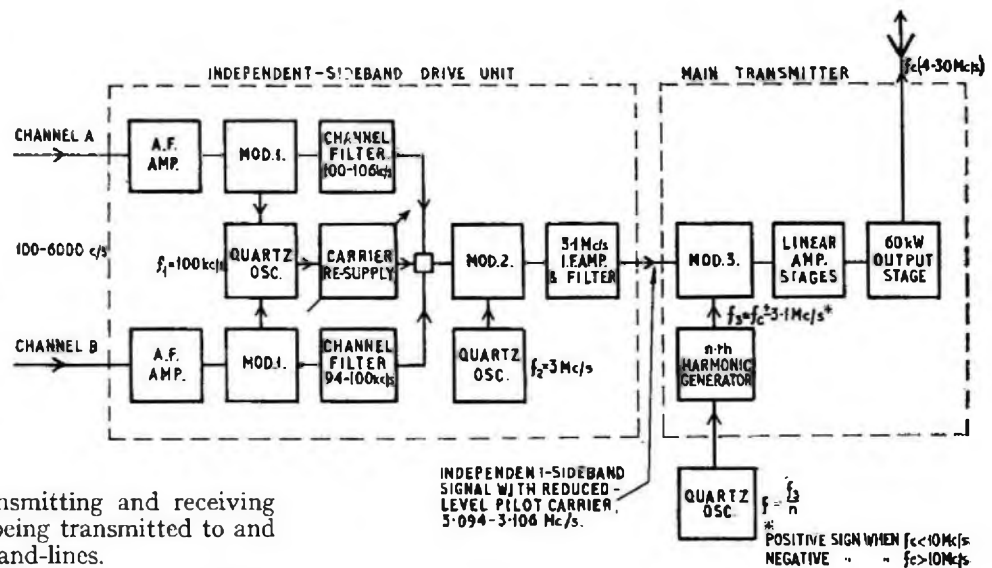 INDEPENDENT-SIDEBAND DRIVE UNIT
MAIN TRANSMITTER
fc(4-30Mc/s)
CHANNEL A
A.F.
AMP.
MOD.1.
CHANNEL
FILTER
100-106kc/s
100-6000 c/s
f1=100kc/s
QUARTZ
OSC.
CARRIER
RE-SUPPLY
MOD.2.
3·1 Mc/s
I.F.AMP.
& FILTER
MOD.3.
LINEAR
AMP.
STAGES
60kW
OUTPUT
STAGE
CHANNEL B
A.F.
AMP.
MOD.1.
CHANNEL
FILTER
94-100kc/s
QUARTZ
OSC.
f2=3Mc/s
f3=fc±3·1Mc/s*
n·th
HARMONIC
GENERATOR
INDEPENDENT-SIDEBAND
SIGNAL WITH REDUCED-
LEVEL PILOT CARRIER,
3·094-3·106 Mc/s.
QUARTZ
OSC.
f=f3/n
*
POSITIVE SIGN WHEN fc<10Mc/s
NEGATIVE " " fc>10Mc/s
nsmitting and receiving
being transmitted to and
and-lines.